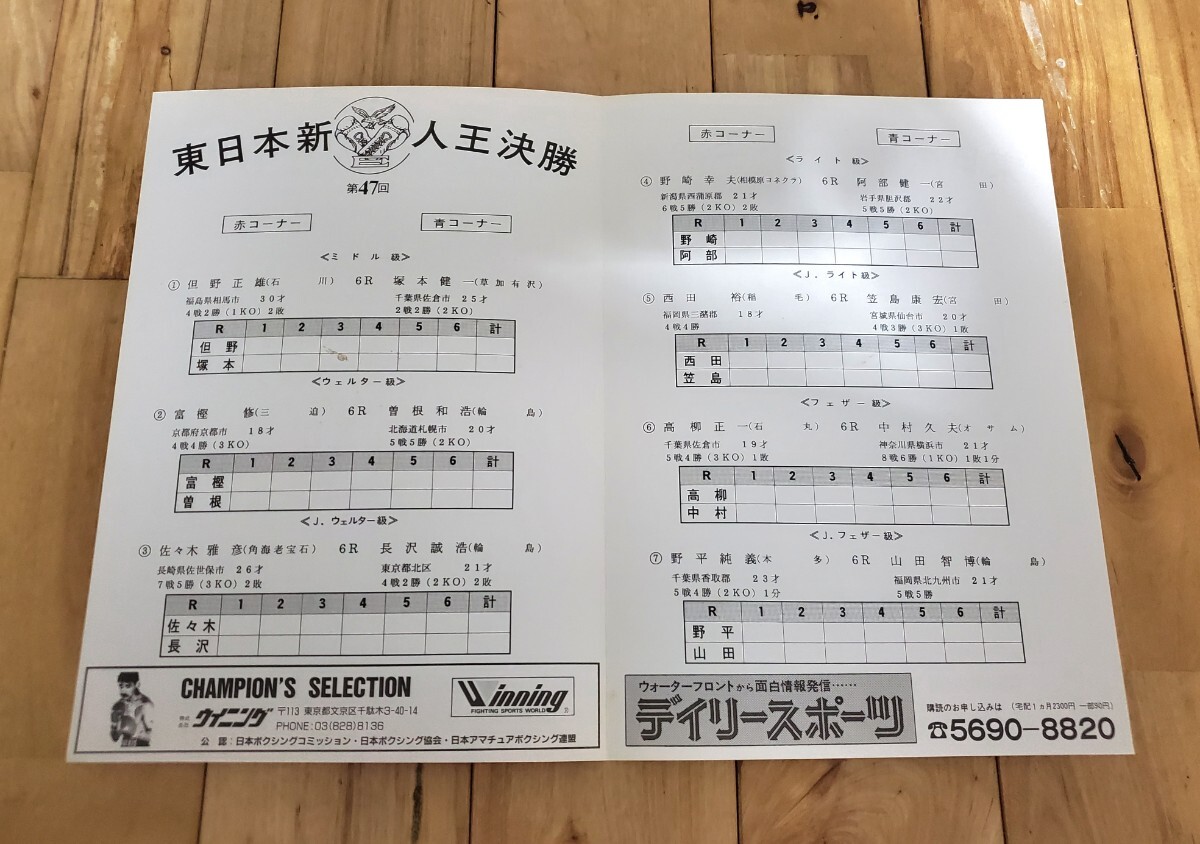 東日本新人王決勝
第47回
赤コーナー 青コーナー
<ミドル級>
① 但野正雄(石川) 6R 塚本健一(草加有沢)
福島県相馬市 30才 千葉県佐倉市 25才
4戦2勝(1KO)2敗 2戦2勝(2KO)
R 1 2 3 4 5 6 計
但野
塚本
<ウェルター級>
② 富樫修(三迫) 6R 曽根和浩(輪島)
京都府京都市 18才 北海道札幌市 20才
4戦4勝(3KO) 5戦5勝(2KO)
R 1 2 3 4 5 6 計
富樫
曽根
<J.ウェルター級>
③ 佐々木雅彦(角海老宝石) 6R 長沢誠浩(輪島)
長崎県佐世保市 26才 東京都北区 21才
7戦5勝(3KO)2敗 4戦2勝(2KO)2敗
R 1 2 3 4 5 6 計
佐々木
長沢
CHAMPION'S SELECTION
株式会社 ウイニング 〒113 東京都文京区千駄木3-40-14
PHONE:03(828)8136
Winning
FIGHTING SPORTS WORLD
公認:日本ボクシングコミッション・日本ボクシング協会・日本アマチュアボクシング連盟
赤コーナー 青コーナー
<ライト級>
④ 野崎幸夫(相模原ヨネクラ) 6R 阿部健一(宮田)
新潟県西蒲原郡 21才 岩手県胆沢郡 22才
6戦5勝(2KO)2敗 5戦5勝(2KO)
R 1 2 3 4 5 6 計
野崎
阿部
<J.ライト級>
⑤ 西田裕(稲毛) 6R 笠島康宏(宮田)
福岡県三潴郡 18才 宮城県仙台市 20才
4戦4勝 4戦3勝(3KO)1敗
R 1 2 3 4 5 6 計
西田
笠島
<フェザー級>
⑥ 高柳正一(石丸) 6R 中村久夫(オサム)
千葉県佐倉市 19才 神奈川県横浜市 21才
5戦4勝(3KO)1敗 8戦6勝(1KO)1敗1分
R 1 2 3 4 5 6 計
高柳
中村
<J.フェザー級>
⑦ 野平純義(本多) 6R 山田智博(輪島)
千葉県香取郡 23才 福岡県北九州市 21才
5戦4勝(2KO)1分 5戦5勝
R 1 2 3 4 5 6 計
野平
山田
ウォーターフロントから面白情報発信……
デイリースポーツ
購読のお申し込みは (宅配1ヵ月2300円 一部90円)
☎5690-8820